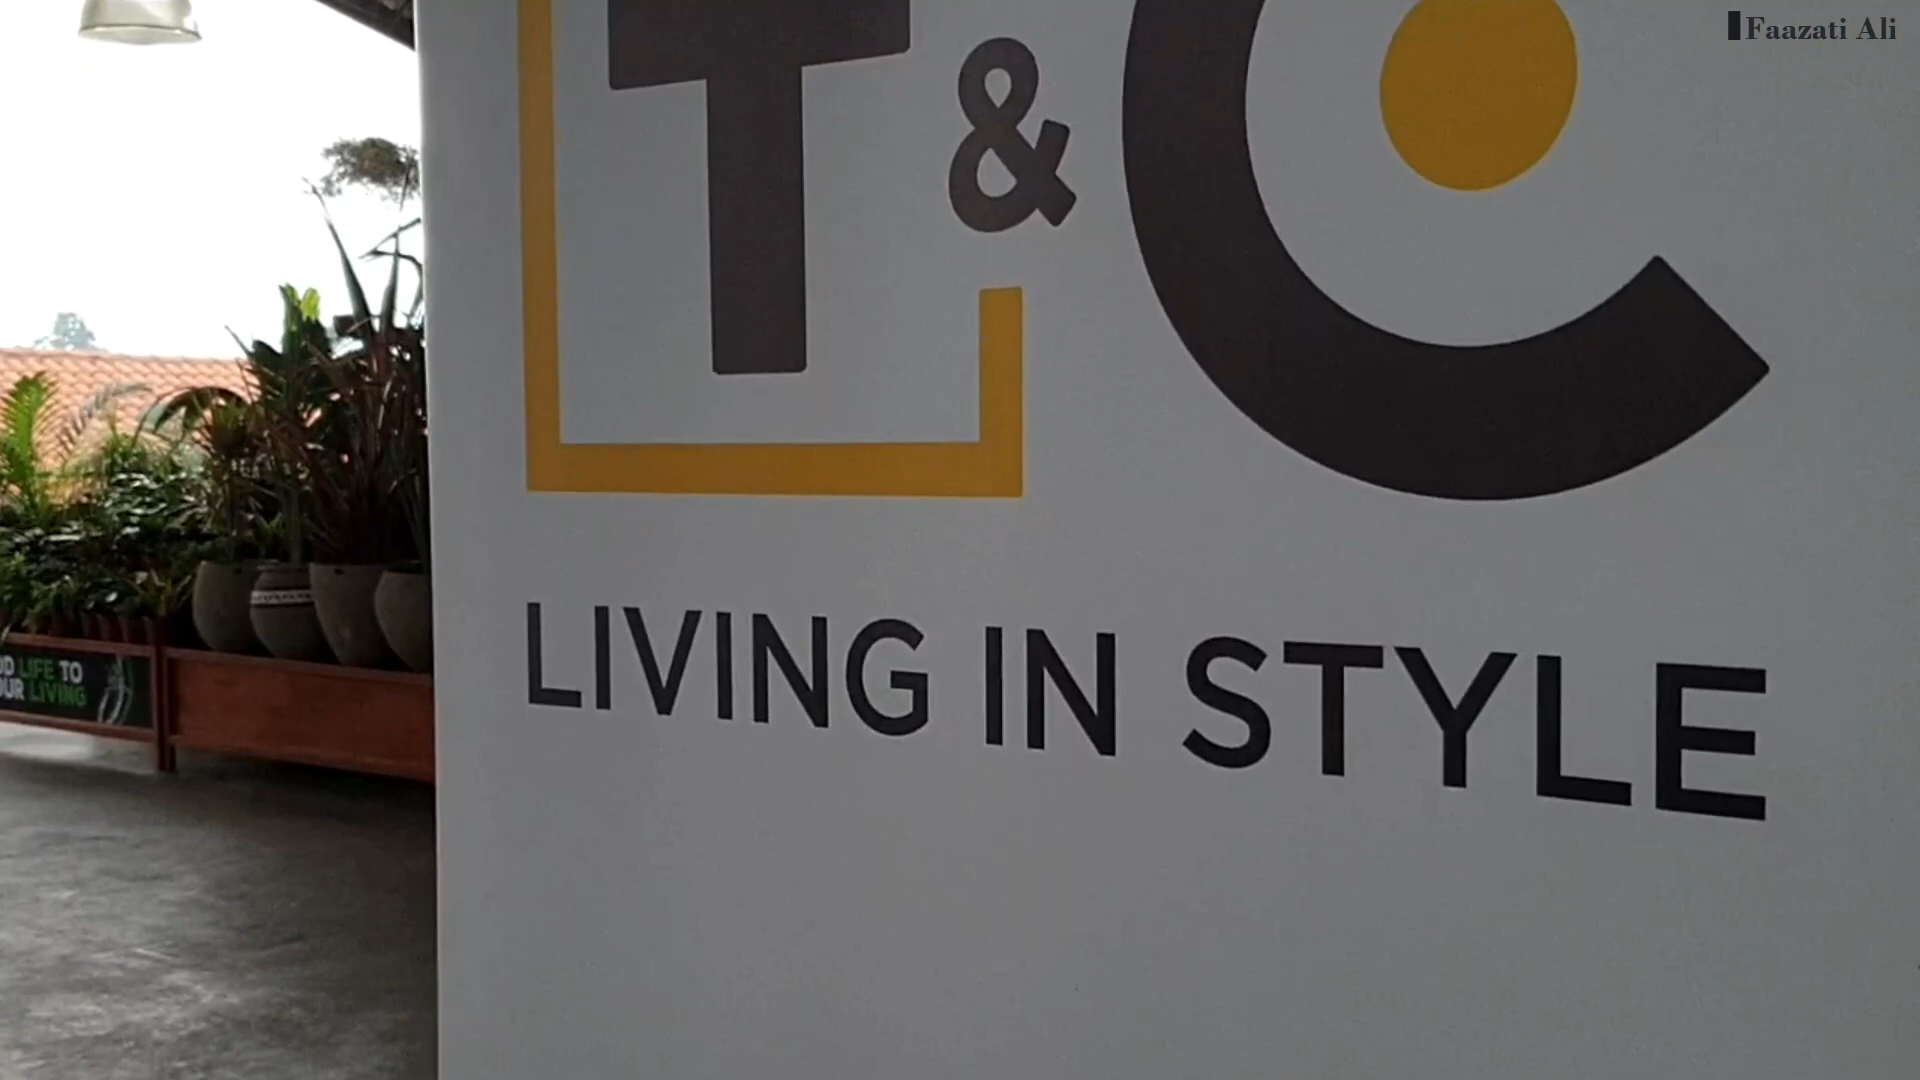 Faazati Ali
T & C
LIVING IN STYLE
LIFE TO
LIVING